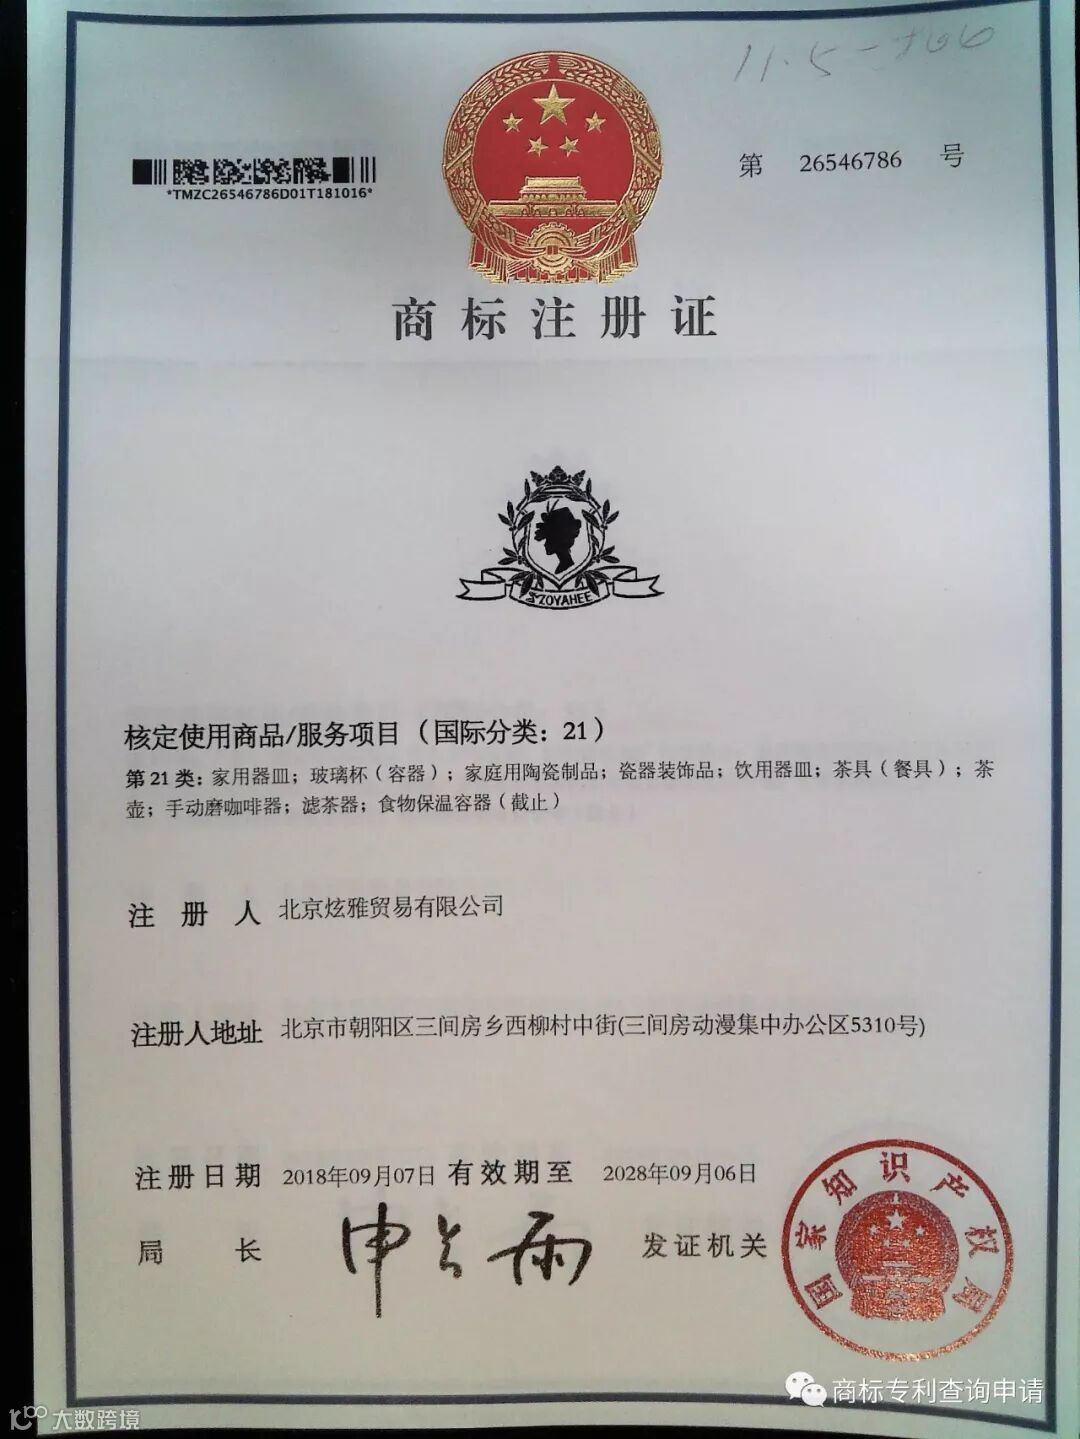 11.5-
*TMZC26546786D01T181016*
第 26546786 号
商标注册证
ZOYAHEE
核定使用商品/服务项目（国际分类：21）
第 21 类：家用器皿；玻璃杯（容器）；家庭用陶瓷制品；瓷器装饰品；饮用器皿；茶具（餐具）；茶
壶；手动磨咖啡器；滤茶器；食物保温容器（截止）
注册人 北京炫雅贸易有限公司
注册人地址 北京市朝阳区三间房乡西柳村中街(三间房动漫集中办公区5310号)
注册日期 2018年09月07日 有效期至 2028年09月06日
局长 申长雨 发证机关
国家知识产权局
商标专利查询申请
大数跨境